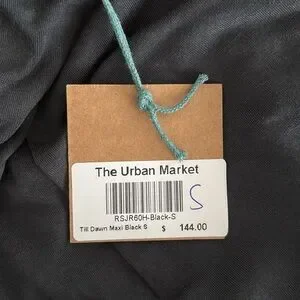 The Urban Market
S
RSJR60H-Black-S
Till Dawn Maxi Black S $ 144.00